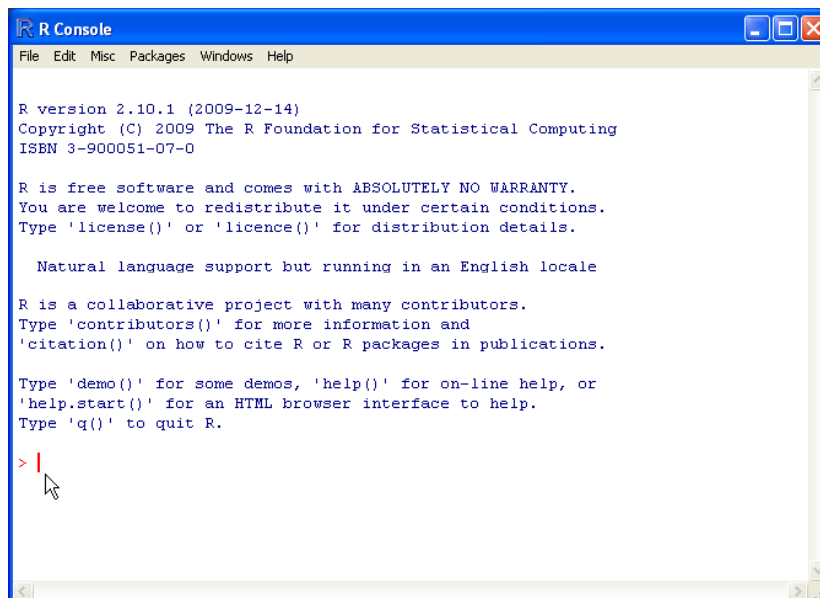 R Console
File Edit Misc Packages Windows Help
R version 2.10.1 (2009-12-14)
Copyright (C) 2009 The R Foundation for Statistical Computing
ISBN 3-900051-07-0
R is free software and comes with ABSOLUTELY NO WARRANTY.
You are welcome to redistribute it under certain conditions.
Type 'license()' or 'licence()' for distribution details.
Natural language support but running in an English locale
R is a collaborative project with many contributors.
Type 'contributors()' for more information and
'citation()' on how to cite R or R packages in publications.
Type 'demo()' for some demos, 'help()' for on-line help, or
'help.start()' for an HTML browser interface to help.
Type 'q()' to quit R.
>